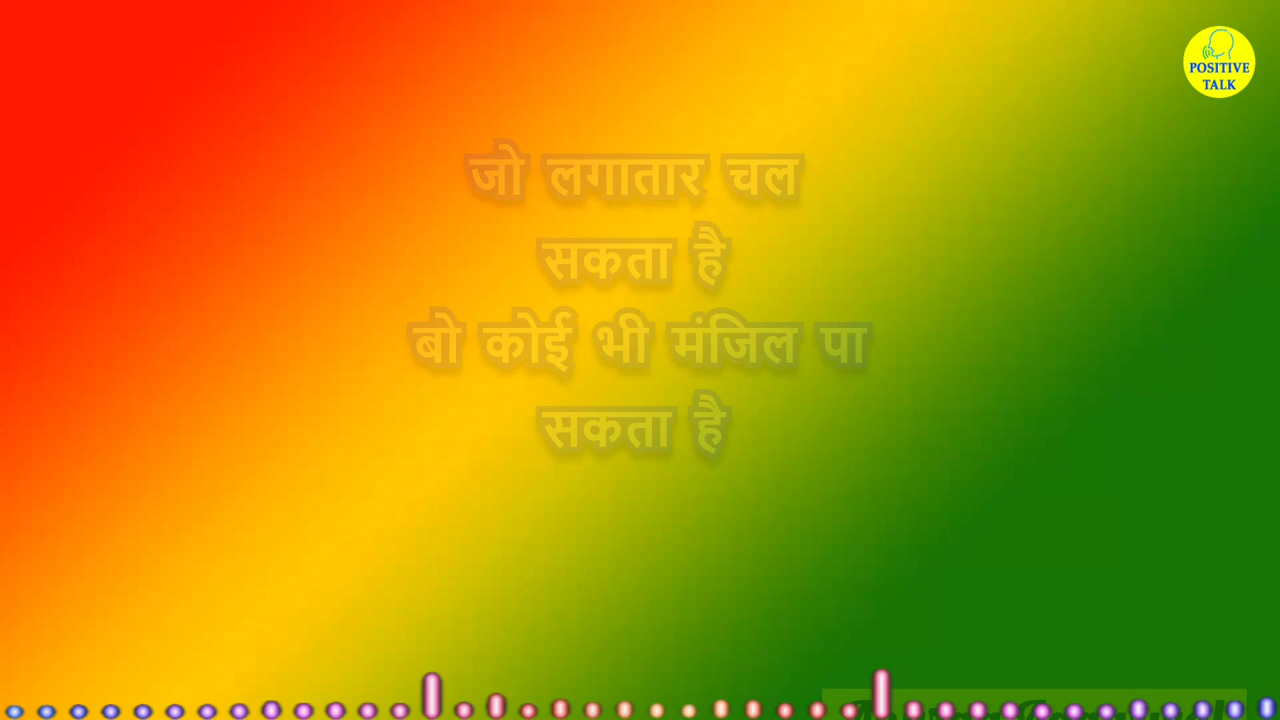 POSITIVE
TALK
जो लगातार चल
सकता है
बो कोई भी मंजिल पा
सकता है